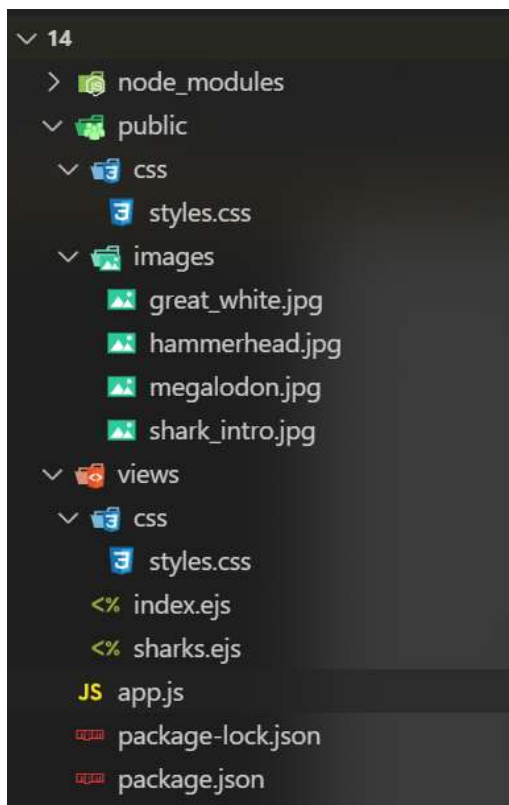 14
node_modules
public
css
styles.css
images
great_white.jpg
hammerhead.jpg
megalodon.jpg
shark_intro.jpg
views
css
styles.css
<% index.ejs
<% sharks.ejs
JS app.js
package-lock.json
package.json